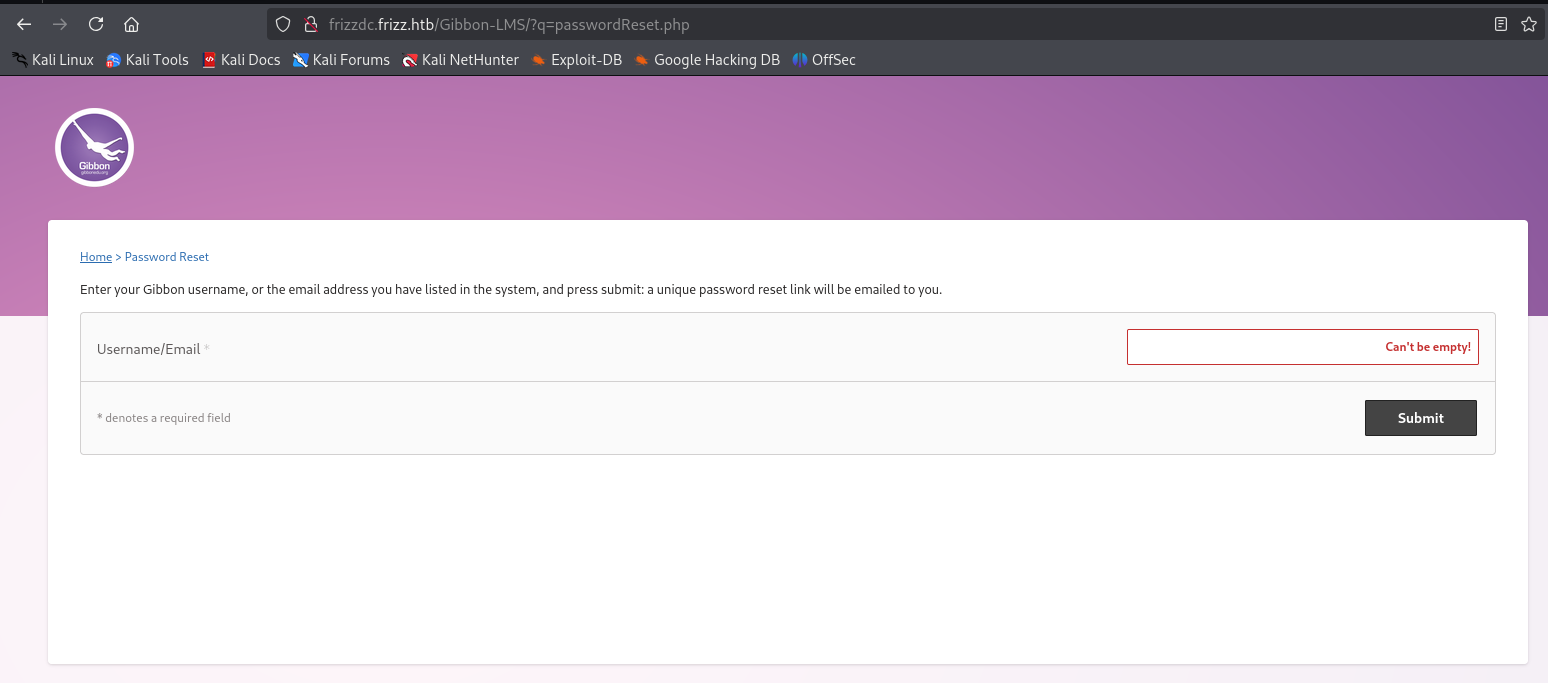 frizzdc.frizz.htb/Gibbon-LMS/?q=passwordReset.php
Kali Linux Kali Tools Kali Docs Kali Forums Kali NetHunter Exploit-DB Google Hacking DB OffSec
Gibbon
gibbonedu.org
Home > Password Reset
Enter your Gibbon username, or the email address you have listed in the system, and press submit: a unique password reset link will be emailed to you.
Username/Email * Can't be empty!
* denotes a required field Submit